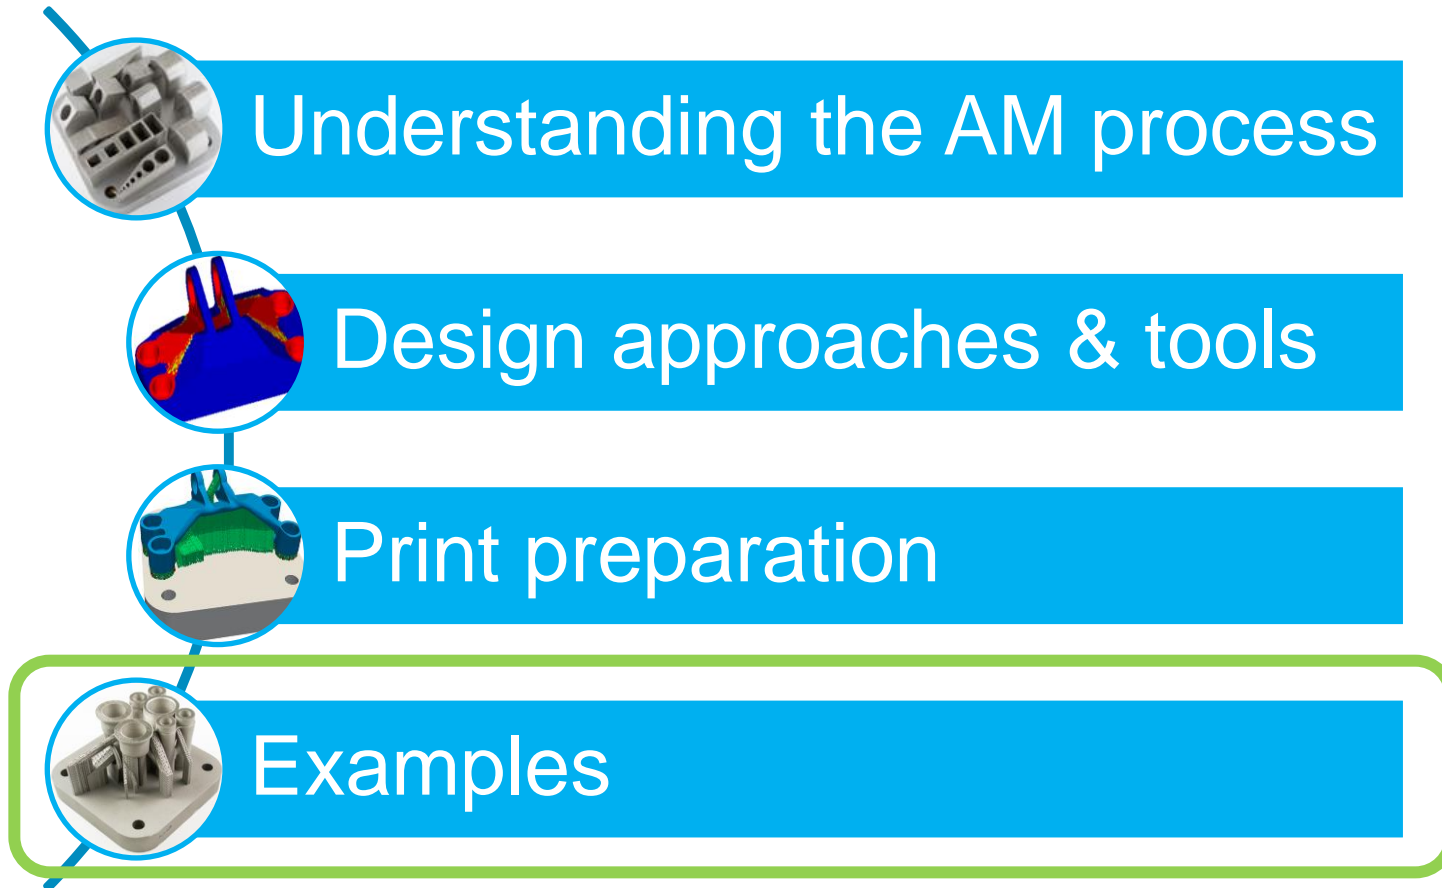 Understanding the AM process
Design approaches & tools
Print preparation
Examples